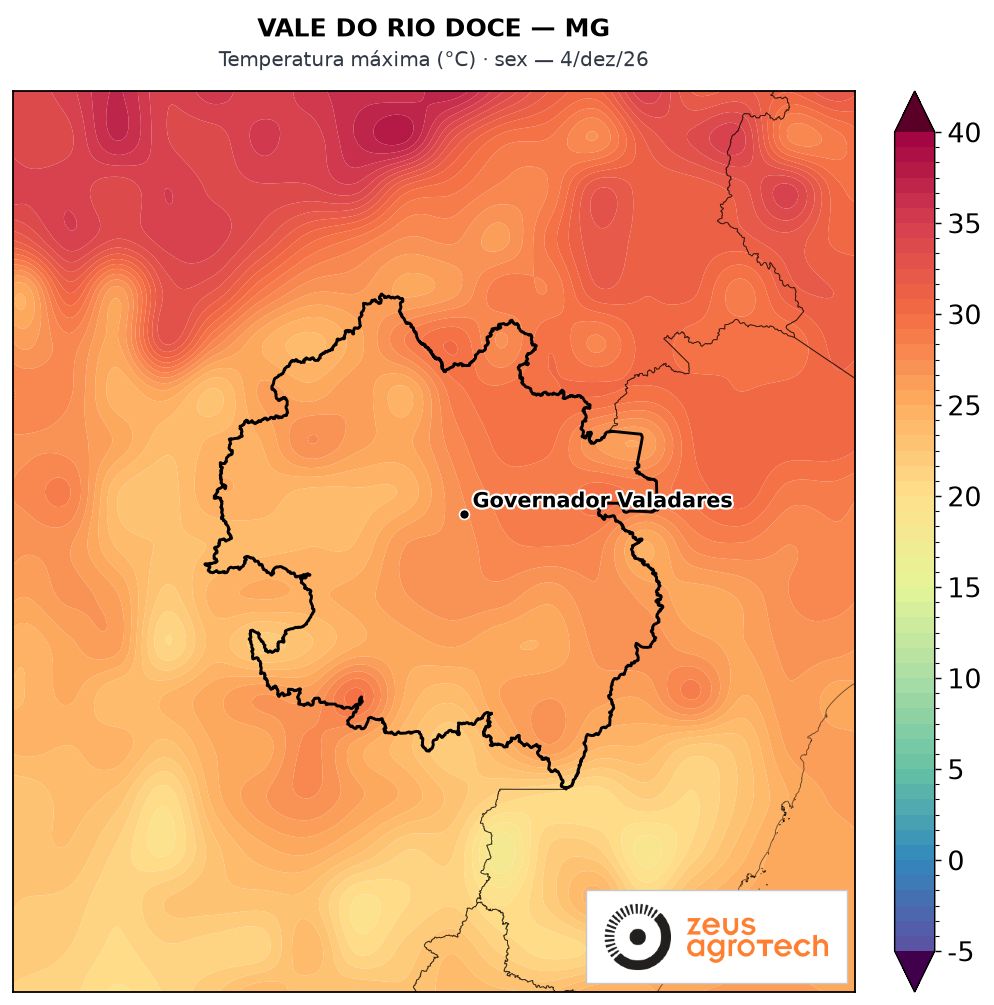 VALE DO RIO DOCE — MG
Temperatura máxima (°C) · sex — 4/dez/26
40
35
30
25
20
15
10
5
0
-5
Governador Valadares
zeus
agrotech